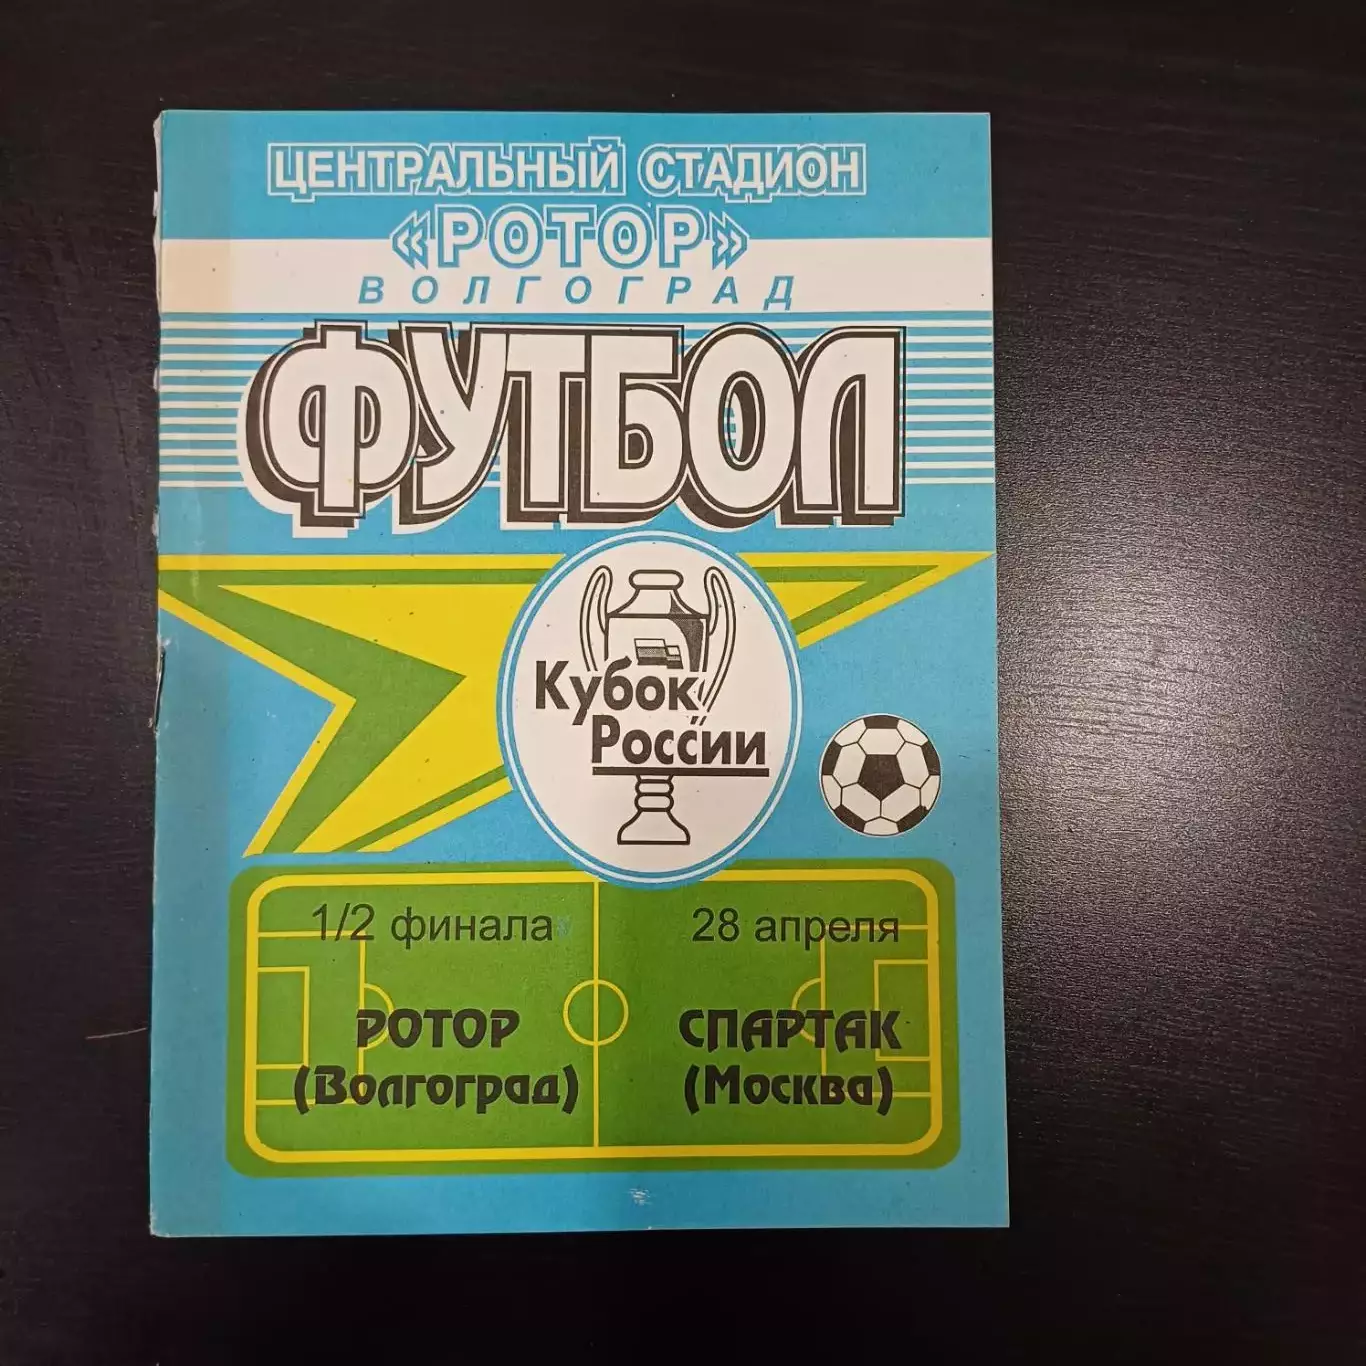 ЦЕНТРАЛЬНЫЙ СТАДИОН
«РОТОР»
ВОЛГОГРАД
ФУТБОЛ
Кубок
России
1/2 финала 28 апреля
РОТОР СПАРТАК
(Волгоград) (Москва)